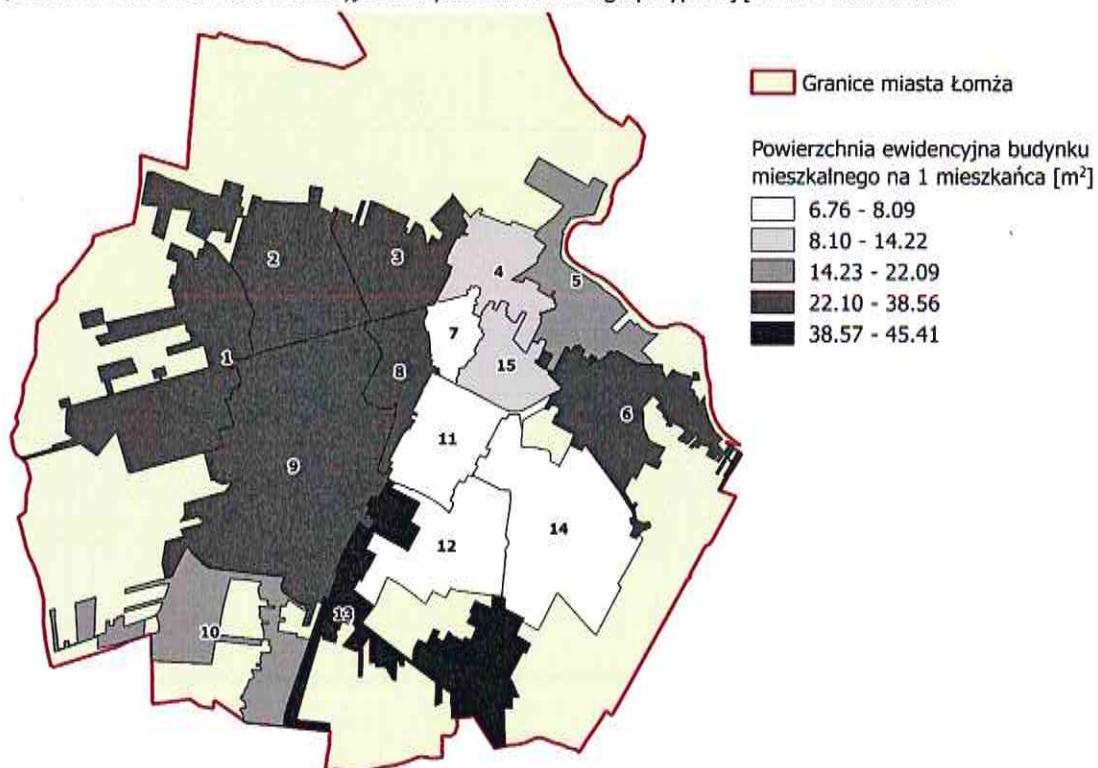 Granice miasta Łomża
Powierzchnia ewidencyjna budynku
mieszkalnego na 1 mieszkańca [m²]
6.76 - 8.09
8.10 - 14.22
14.23 - 22.09
22.10 - 38.56
38.57 - 45.41
2
3
4
5
7
1
8
15
6
11
9
14
12
13
10